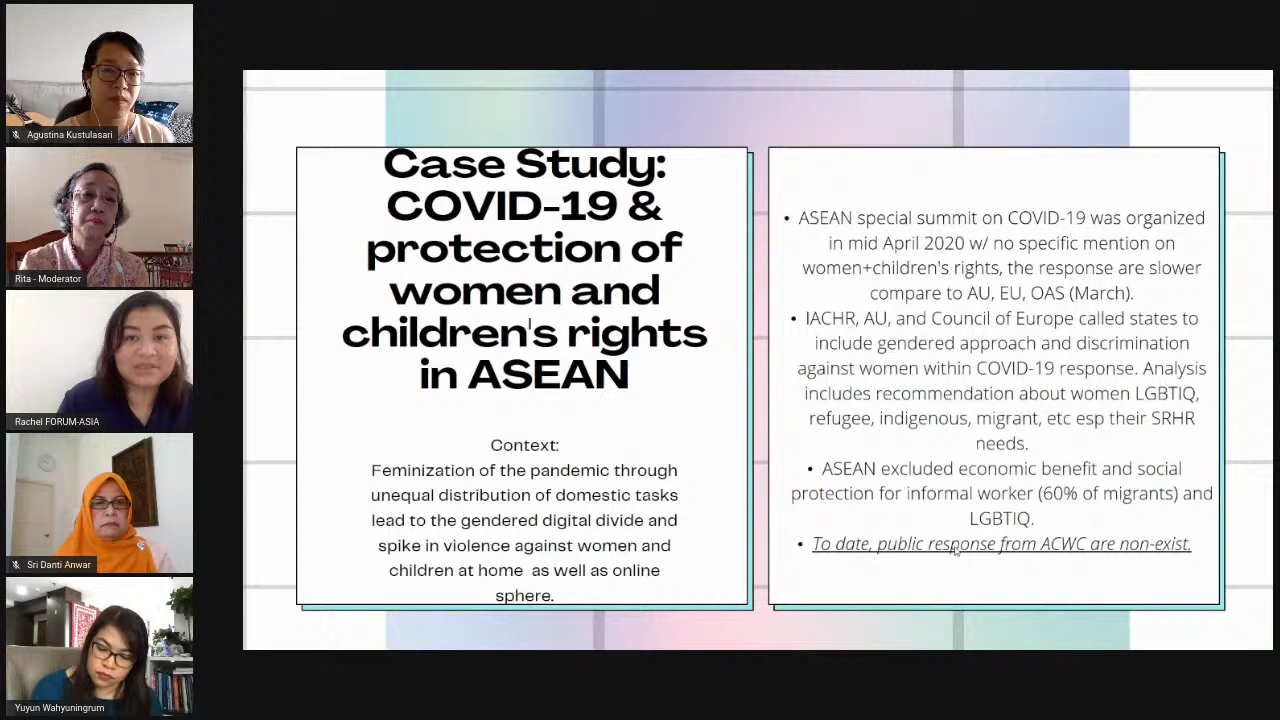 Agustina Kustulasari
Rita - Moderator
Rachel FORUM-ASIA
Sri Danti Anwar
Yuyun Wahyuningrum
Case Study:
COVID-19 &
protection of
women and
children's rights
in ASEAN
Context:
Feminization of the pandemic through
unequal distribution of domestic tasks
lead to the gendered digital divide and
spike in violence against women and
children at home as well as online
sphere.
• ASEAN special summit on COVID-19 was organized
in mid April 2020 w/ no specific mention on
women+children's rights, the response are slower
compare to AU, EU, OAS (March).
• IACHR, AU, and Council of Europe called states to
include gendered approach and discrimination
against women within COVID-19 response. Analysis
includes recommendation about women LGBTIQ,
refugee, indigenous, migrant, etc esp their SRHR
needs.
• ASEAN excluded economic benefit and social
protection for informal worker (60% of migrants) and
LGBTIQ.
• To date, public response from ACWC are non-exist.